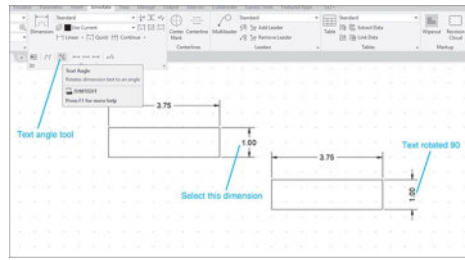 Annotate
Standard
Use Current
Dimension
Linear
Quick
Continue
Center Mark
Centerline
Centerlines
Standard
Add Leader
Remove Leader
Leaders
Table
Standard
Extract Data
Link Data
Tables
Wipeout
Revision Cloud
Markup
Text Angle
Rotates dimension text to an angle
DIMTEDIT
Press F1 for more help
Text angle tool
3.75
1.00
Select this dimension
3.75
1.00
Text rotated 90